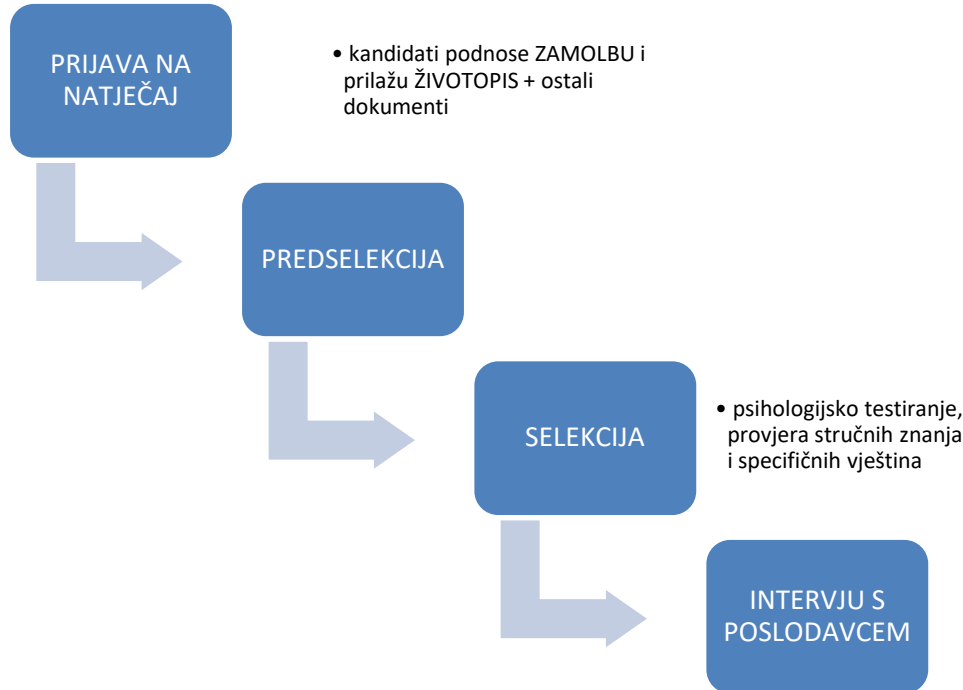 PRIJAVA NA
NATJEČAJ
• kandidati podnose ZAMOLBU i
prilažu ŽIVOTOPIS + ostali
dokumenti
PREDSELEKCIJA
SELEKCIJA
• psihologijsko testiranje,
provjera stručnih znanja
i specifičnih vještina
INTERVJU S
POSLODAVCEM